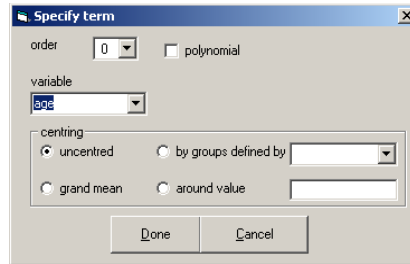 Specify term
order 0 polynomial
variable
age
centring
uncentred by groups defined by
grand mean around value
Done Cancel